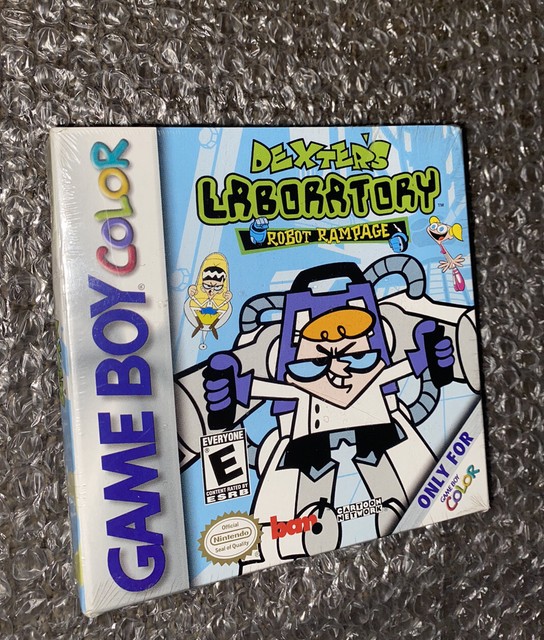 GAME BOY COLOR
DEXTER'S
LABORATORY™
ROBOT RAMPAGE
EVERYONE
E
CONTENT RATED BY
ESRB
Official
Nintendo
Seal of Quality
bam!
CARTOON
NETWORK
ONLY FOR
GAME BOY
COLOR